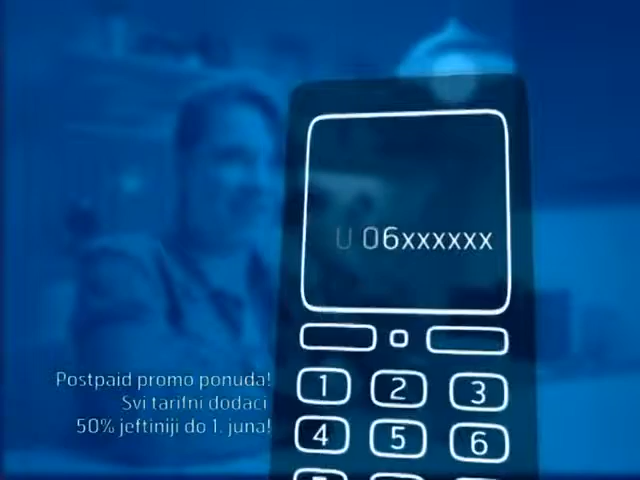 U 06xxxxxx
Postpaid promo ponuda!
Svi tarifni dodaci
50% jeftiniji do 1. juna!
1 2 3
4 5 6